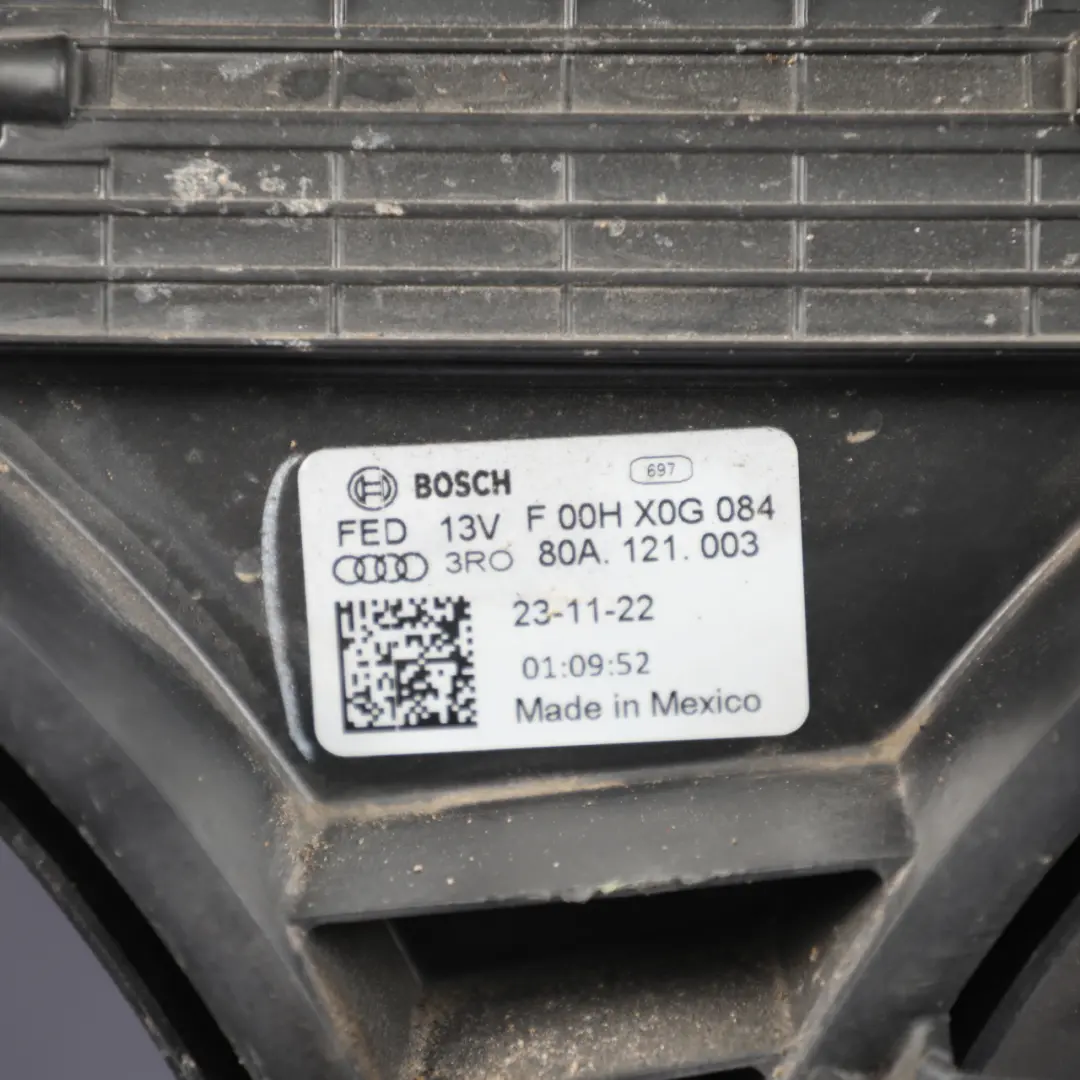 BOSCH 697
FED 13V F 00H X0G 084
3RO 80A. 121. 003
23-11-22
01:09:52
Made in Mexico